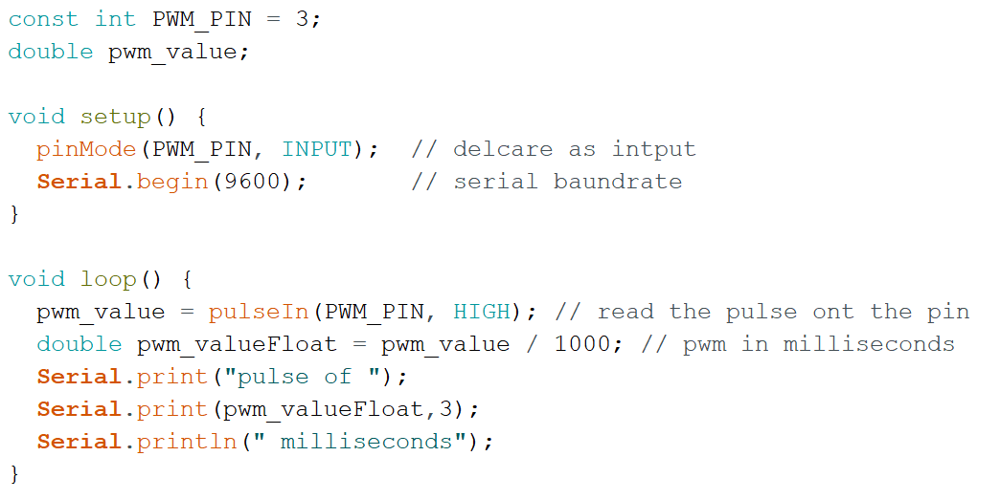 const int PWM_PIN = 3;
double pwm_value;

void setup() {
  pinMode(PWM_PIN, INPUT);  // delcare as intput
  Serial.begin(9600);       // serial baundrate
}

void loop() {
  pwm_value = pulseIn(PWM_PIN, HIGH); // read the pulse ont the pin
  double pwm_valueFloat = pwm_value / 1000; // pwm in milliseconds
  Serial.print("pulse of ");
  Serial.print(pwm_valueFloat,3);
  Serial.println(" milliseconds");
}